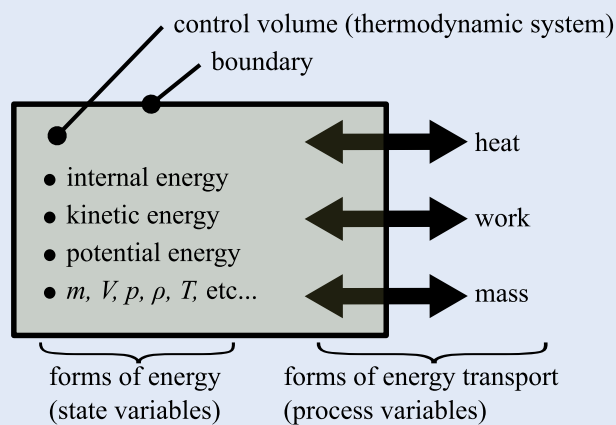 control volume (thermodynamic system)
boundary
heat
● internal energy
● kinetic energy
work
● potential energy
● m, V, p, ρ, T, etc...
mass
forms of energy
(state variables)
forms of energy transport
(process variables)